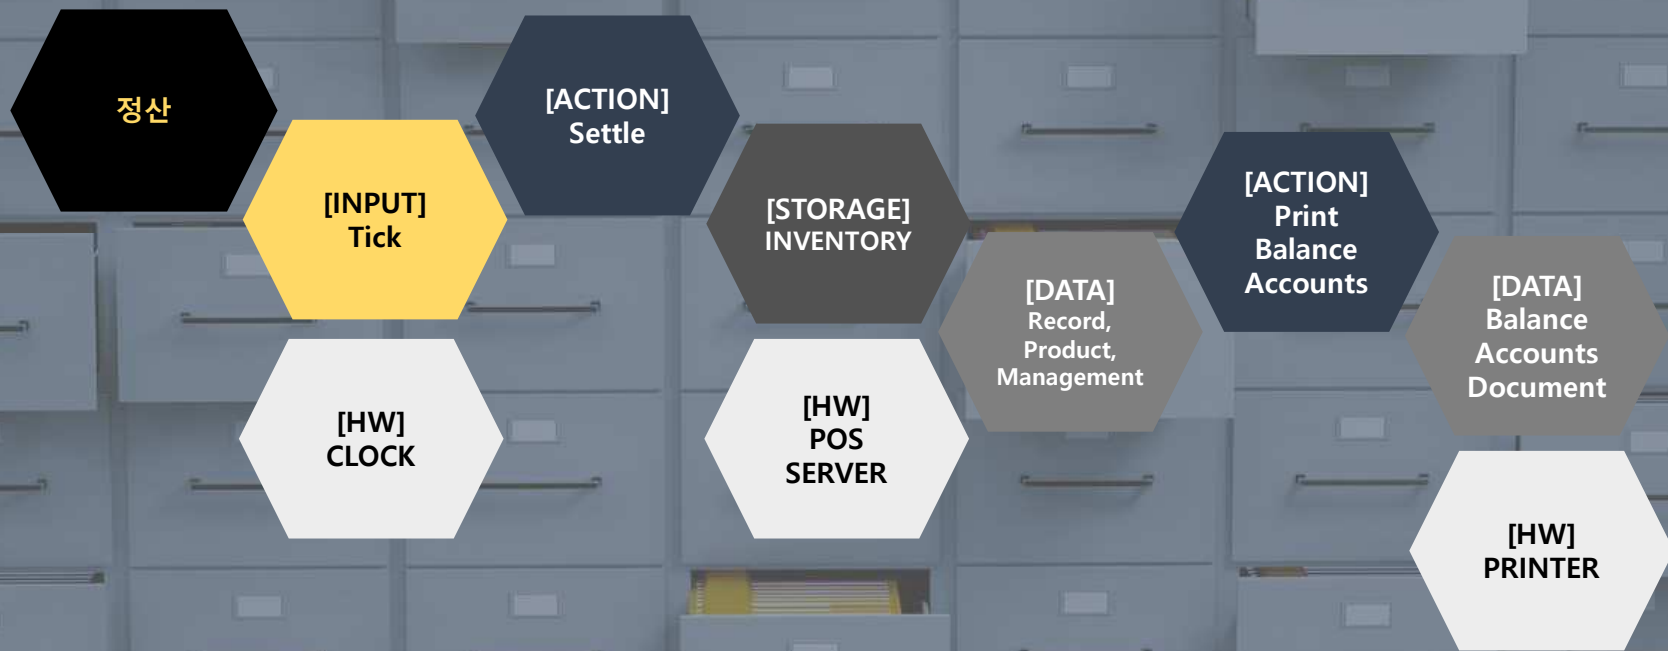 정산
[INPUT]
Tick
[HW]
CLOCK
[ACTION]
Settle
[STORAGE]
INVENTORY
[HW]
POS
SERVER
[DATA]
Record,
Product,
Management
[ACTION]
Print
Balance
Accounts
[DATA]
Balance
Accounts
Document
[HW]
PRINTER